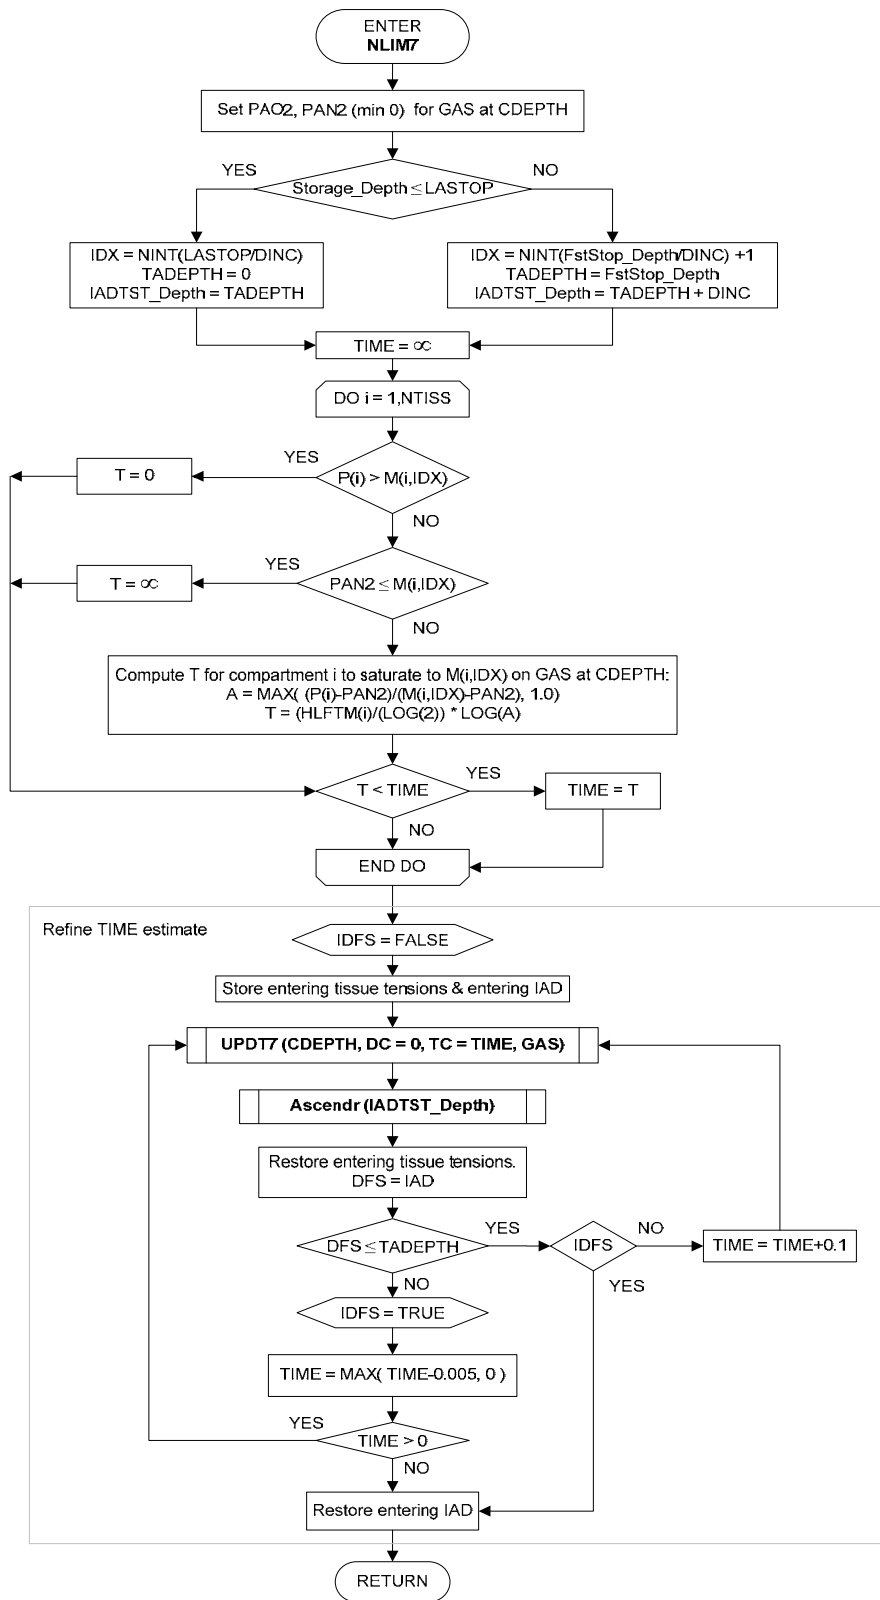 ENTER
NLIM7
Set PAO2, PAN2 (min 0) for GAS at CDEPTH
YES
Storage_Depth ≤ LASTOP
NO
IDX = NINT(LASTOP/DINC)
TADEPTH = 0
IADTST_Depth = TADEPTH
IDX = NINT(FstStop_Depth/DINC) +1
TADEPTH = FstStop_Depth
IADTST_Depth = TADEPTH + DINC
TIME = ∞
DO i = 1,NTISS
YES
T = 0
P(i) > M(i,IDX)
NO
YES
T = ∞
PAN2 ≤ M(i,IDX)
NO
Compute T for compartment i to saturate to M(i,IDX) on GAS at CDEPTH:
A = MAX( (P(i)-PAN2)/(M(i,IDX)-PAN2), 1.0)
T = (HLFTM(i)/(LOG(2)) * LOG(A)
T < TIME
YES
TIME = T
NO
END DO
Refine TIME estimate
IDFS = FALSE
Store entering tissue tensions & entering IAD
UPDT7 (CDEPTH, DC = 0, TC = TIME, GAS)
Ascendr (IADTST_Depth)
Restore entering tissue tensions.
DFS = IAD
DFS ≤ TADEPTH
YES
IDFS
NO
TIME = TIME+0.1
NO
YES
IDFS = TRUE
TIME = MAX( TIME-0.005, 0 )
YES
TIME > 0
NO
Restore entering IAD
RETURN